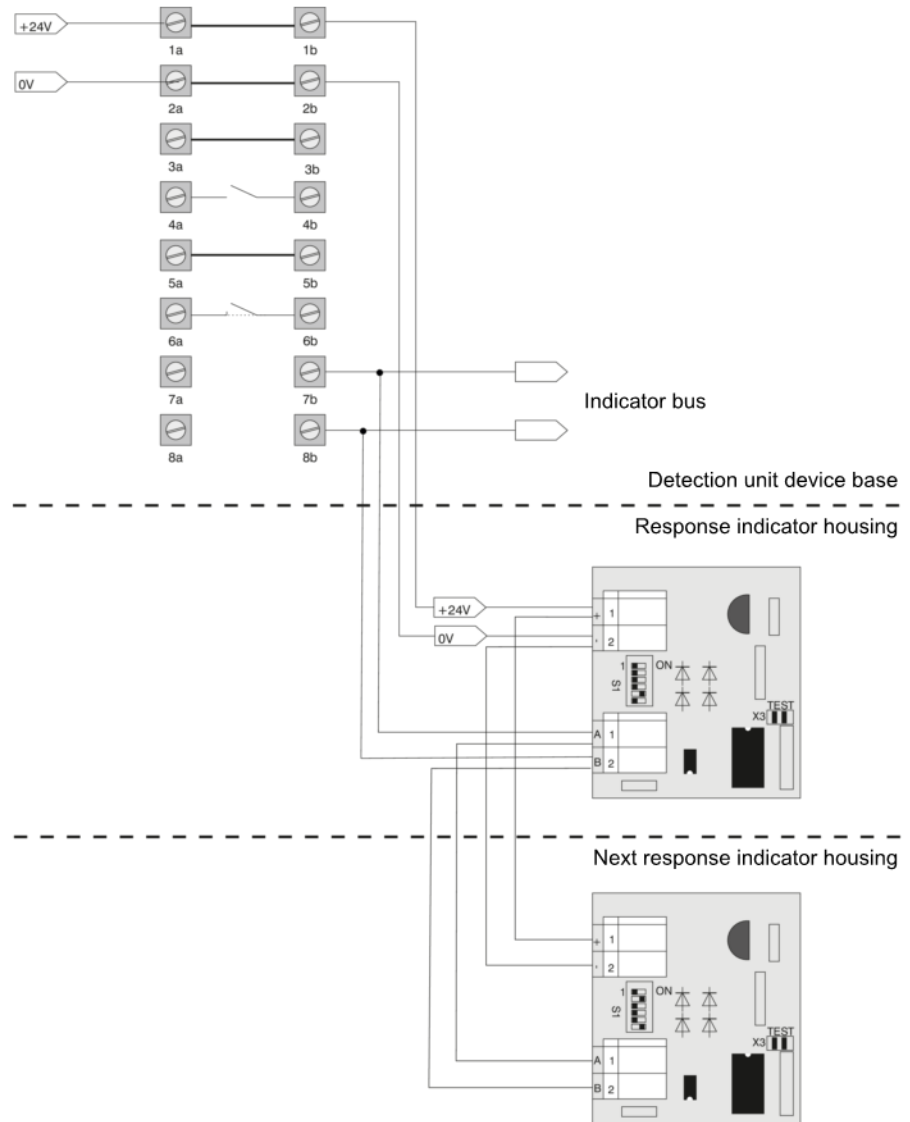 +24V
1a 1b
0V
2a 2b
3a 3b
4a 4b
5a 5b
6a 6b
7a 7b
Indicator bus
8a 8b
Detection unit device base
Response indicator housing
+24V + 1
0V - 2
1 ON
S1
TEST
X3
A 1
B 2
Next response indicator housing
+ 1
- 2
1 ON
S1
TEST
X3
A 1
B 2